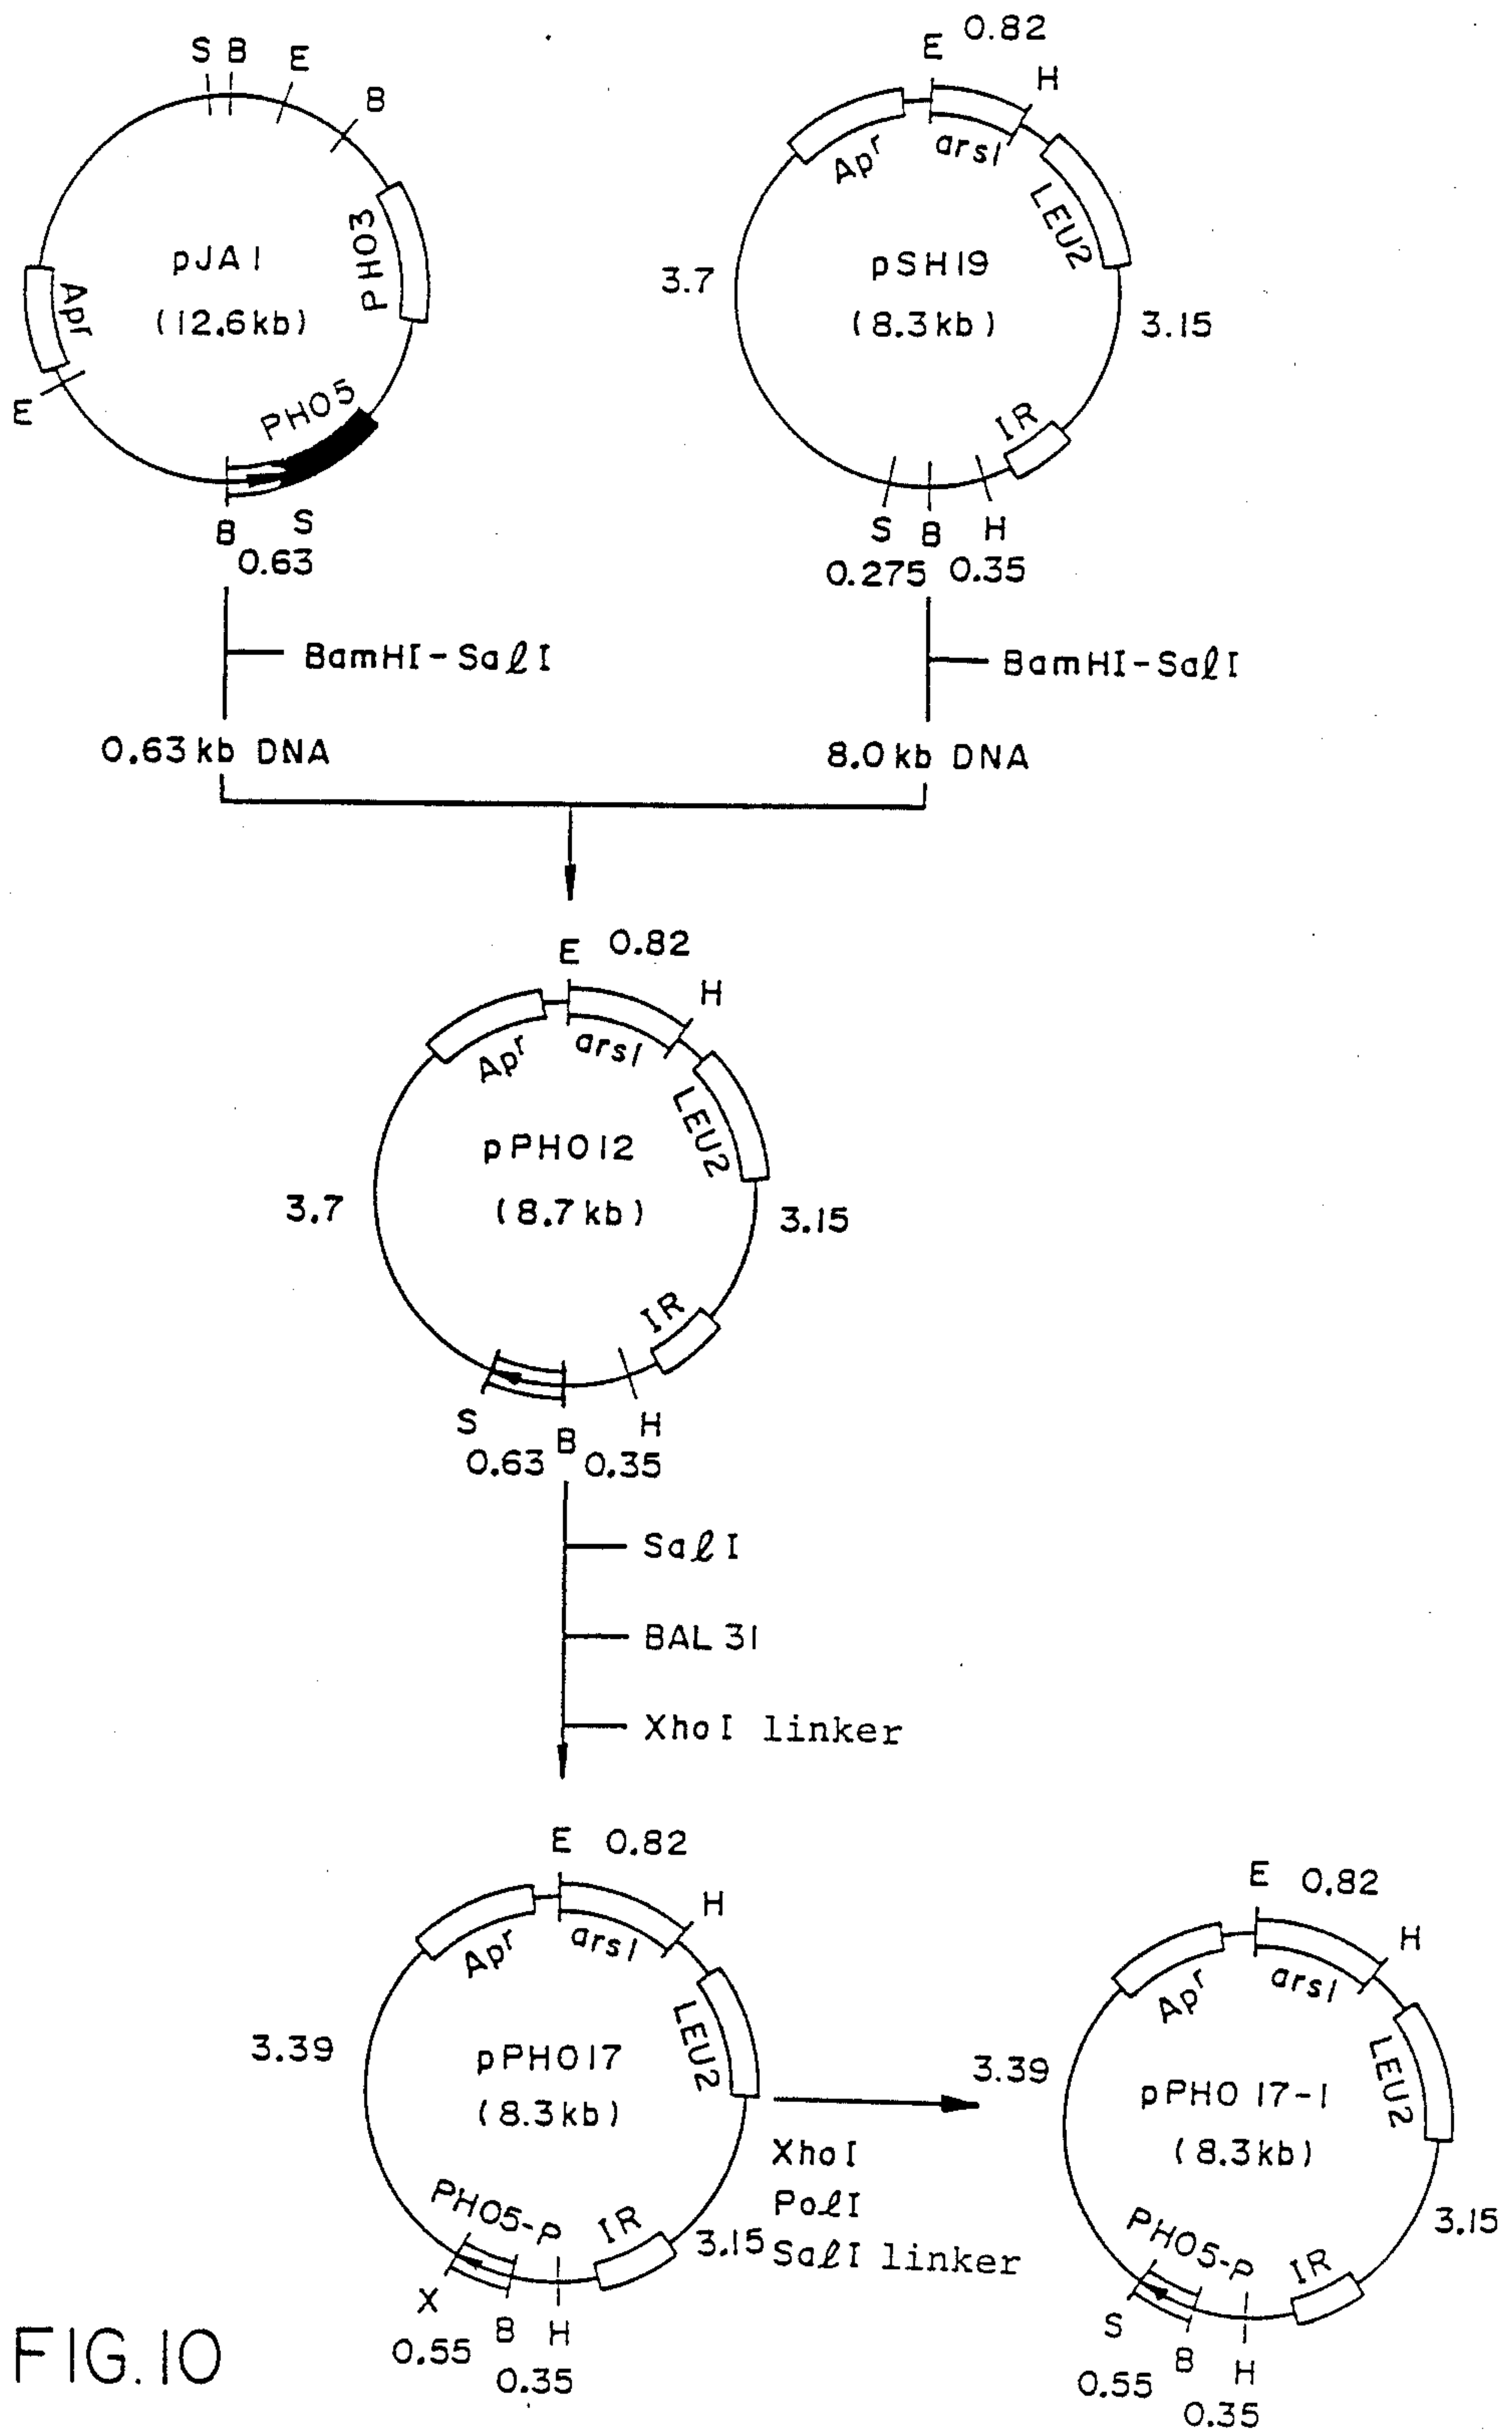 S B E B
PHO3
pJA1
(12.6kb)
Apr
E
PHO5
B S
0.63
E 0.82
H
Apr
arsl
LEU2
3.7
pSH19
(8.3kb)
3.15
IR
S B H
0.275 0.35
BamHI-SalI
BamHI-SalI
0.63kb DNA
8.0kb DNA
E 0.82
H
Apr
arsl
LEU2
pPHO12
(8.7kb)
3.7
3.15
IR
S B H
0.63 0.35
SalI
BAL 31
XhoI linker
E 0.82
H
Apr
arsl
LEU2
3.39
pPHO17
(8.3kb)
PHO5-P
IR
3.15
X B H
0.55
0.35
XhoI
PolI
SalI linker
E 0.82
H
Apr
arsl
LEU2
3.39
pPHO 17-1
(8.3kb)
3.15
PHO5-P
IR
S B H
0.55
0.35
FIG.10